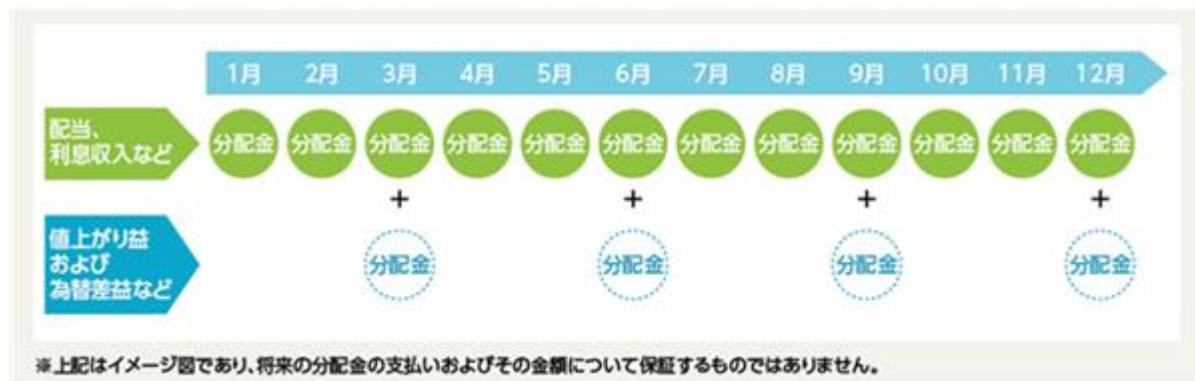 1月 2月 3月 4月 5月 6月 7月 8月 9月 10月 11月 12月
配当、
利息収入など
分配金 分配金 分配金 分配金 分配金 分配金 分配金 分配金 分配金 分配金 分配金 分配金
+ + + +
値上がり益
および
為替差益など
分配金 分配金 分配金 分配金
※上記はイメージ図であり、将来の分配金の支払いおよびその金額について保証するものではありません。